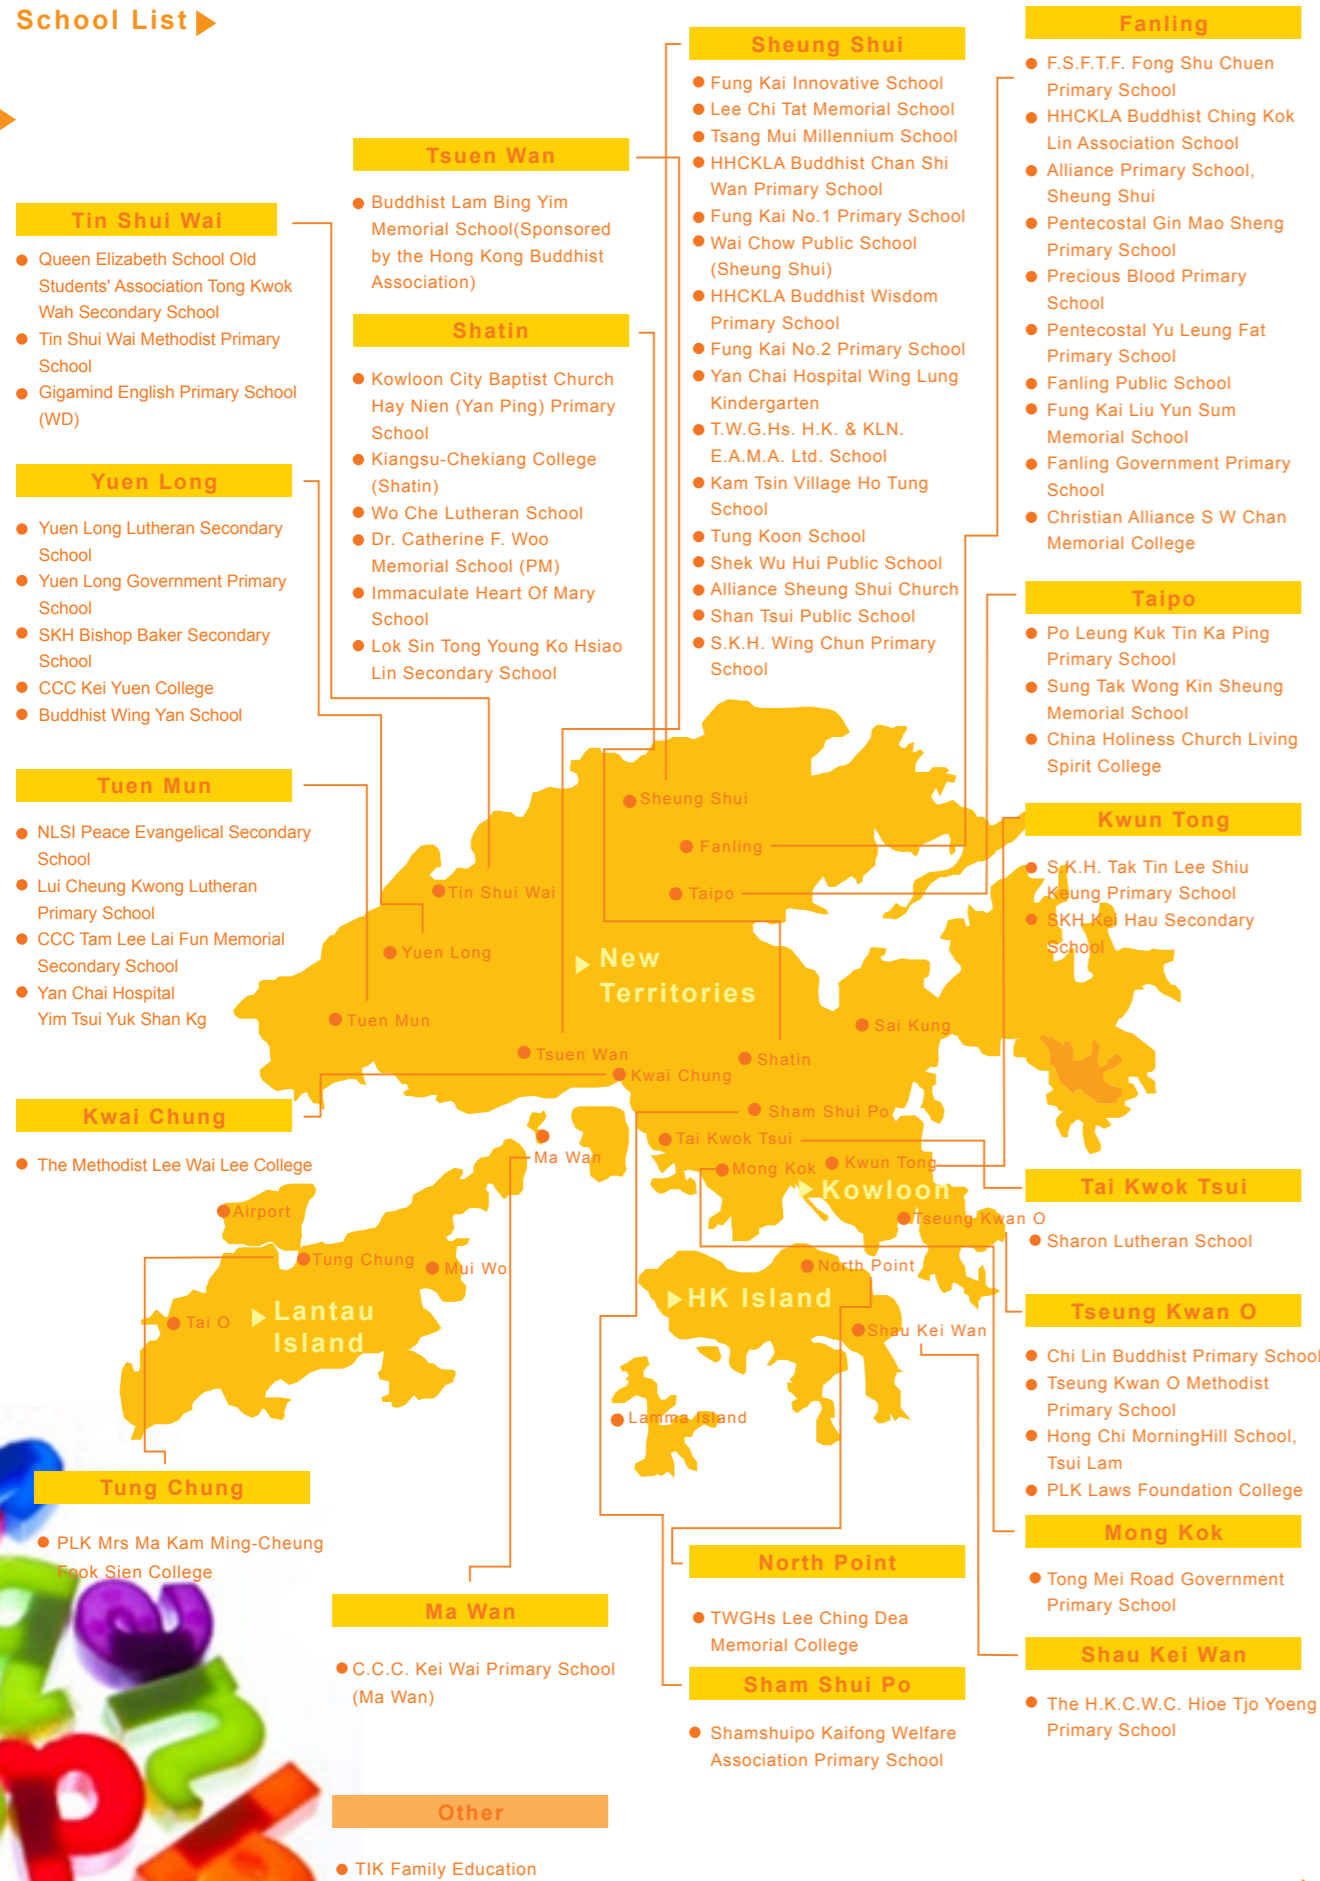 School List
Tin Shui Wai
Queen Elizabeth School Old
Students' Association Tong Kwok
Wah Secondary School
Tin Shui Wai Methodist Primary
School
Gigamind English Primary School
(WD)
Yuen Long
Yuen Long Lutheran Secondary
School
Yuen Long Government Primary
School
SKH Bishop Baker Secondary
School
CCC Kei Yuen College
Buddhist Wing Yan School
Tuen Mun
NLSI Peace Evangelical Secondary
School
Lui Cheung Kwong Lutheran
Primary School
CCC Tam Lee Lai Fun Memorial
Secondary School
Yan Chai Hospital
Yim Tsui Yuk Shan Kg
Kwai Chung
The Methodist Lee Wai Lee College
Tsuen Wan
Buddhist Lam Bing Yim
Memorial School(Sponsored
by the Hong Kong Buddhist
Association)
Shatin
Kowloon City Baptist Church
Hay Nien (Yan Ping) Primary
School
Kiangsu-Chekiang College
(Shatin)
Wo Che Lutheran School
Dr. Catherine F. Woo
Memorial School (PM)
Immaculate Heart Of Mary
School
Lok Sin Tong Young Ko Hsiao
Lin Secondary School
Sheung Shui
Fung Kai Innovative School
Lee Chi Tat Memorial School
Tsang Mui Millennium School
HHCKLA Buddhist Chan Shi
Wan Primary School
Fung Kai No.1 Primary School
Wai Chow Public School
(Sheung Shui)
HHCKLA Buddhist Wisdom
Primary School
Fung Kai No.2 Primary School
Yan Chai Hospital Wing Lung
Kindergarten
T.W.G.Hs. H.K. & KLN.
E.A.M.A. Ltd. School
Kam Tsin Village Ho Tung
School
Tung Koon School
Shek Wu Hui Public School
Alliance Sheung Shui Church
Shan Tsui Public School
S.K.H. Wing Chun Primary
School
Fanling
F.S.F.T.F. Fong Shu Chuen
Primary School
HHCKLA Buddhist Ching Kok
Lin Association School
Alliance Primary School,
Sheung Shui
Pentecostal Gin Mao Sheng
Primary School
Precious Blood Primary
School
Pentecostal Yu Leung Fat
Primary School
Fanling Public School
Fung Kai Liu Yun Sum
Memorial School
Fanling Government Primary
School
Christian Alliance S W Chan
Memorial College
Taipo
Po Leung Kuk Tin Ka Ping
Primary School
Sung Tak Wong Kin Sheung
Memorial School
China Holiness Church Living
Spirit College
Kwun Tong
S.K.H. Tak Tin Lee Shiu
Keung Primary School
SKH Kei Hau Secondary
School
Sheung Shui
Fanling
Taipo
Tin Shui Wai
Yuen Long
New
Territories
Tuen Mun
Sai Kung
Tsuen Wan
Shatin
Kwai Chung
Sham Shui Po
Tai Kwok Tsui
Ma Wan
Mong Kok
Kwun Tong
Kowloon
Airport
Tseung Kwan O
Tung Chung
Mui Wo
North Point
HK Island
Lantau
Island
Tai O
Shau Kei Wan
Lamma Island
Tai Kwok Tsui
Sharon Lutheran School
Tseung Kwan O
Chi Lin Buddhist Primary School
Tseung Kwan O Methodist
Primary School
Hong Chi MorningHill School,
Tsui Lam
PLK Laws Foundation College
Mong Kok
Tong Mei Road Government
Primary School
Shau Kei Wan
The H.K.C.W.C. Hioe Tjo Yoeng
Primary School
Tung Chung
PLK Mrs Ma Kam Ming-Cheung
Fook Sien College
Ma Wan
C.C.C. Kei Wai Primary School
(Ma Wan)
North Point
TWGHs Lee Ching Dea
Memorial College
Sham Shui Po
Shamshuipo Kaifong Welfare
Association Primary School
Other
TIK Family Education